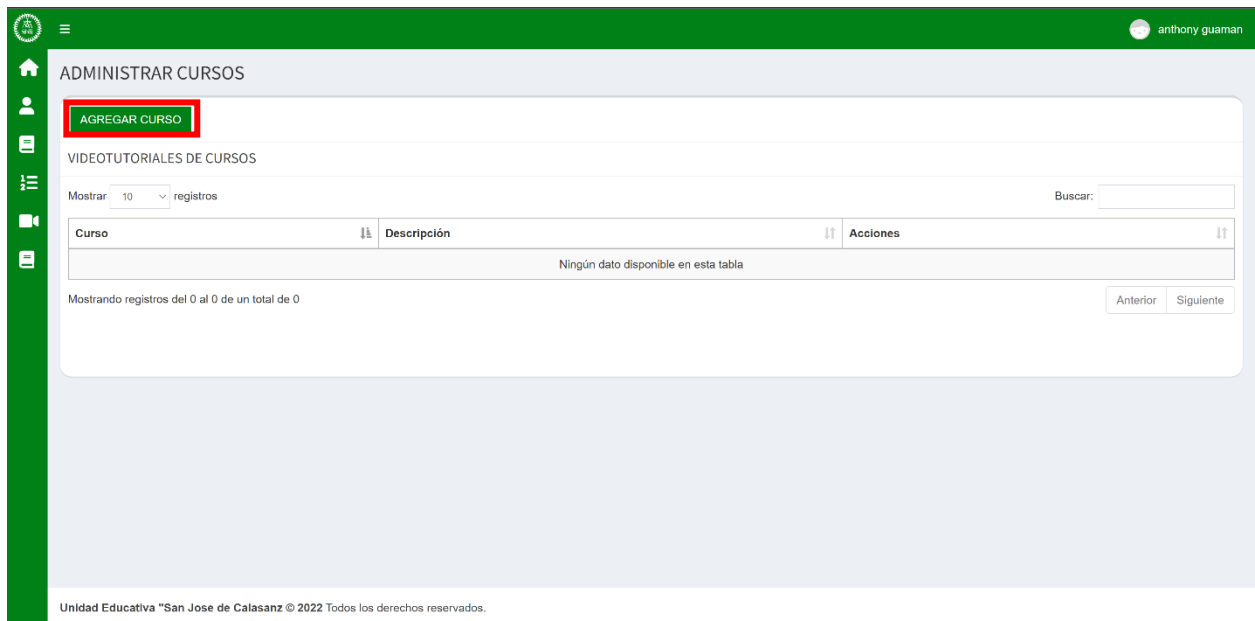 anthony guaman
ADMINISTRAR CURSOS
AGREGAR CURSO
VIDEOTUTORIALES DE CURSOS
Mostrar 10 registros Buscar:
Curso Descripción Acciones
Ningún dato disponible en esta tabla
Mostrando registros del 0 al 0 de un total de 0 Anterior Siguiente
Unidad Educativa "San Jose de Calasanz © 2022 Todos los derechos reservados.